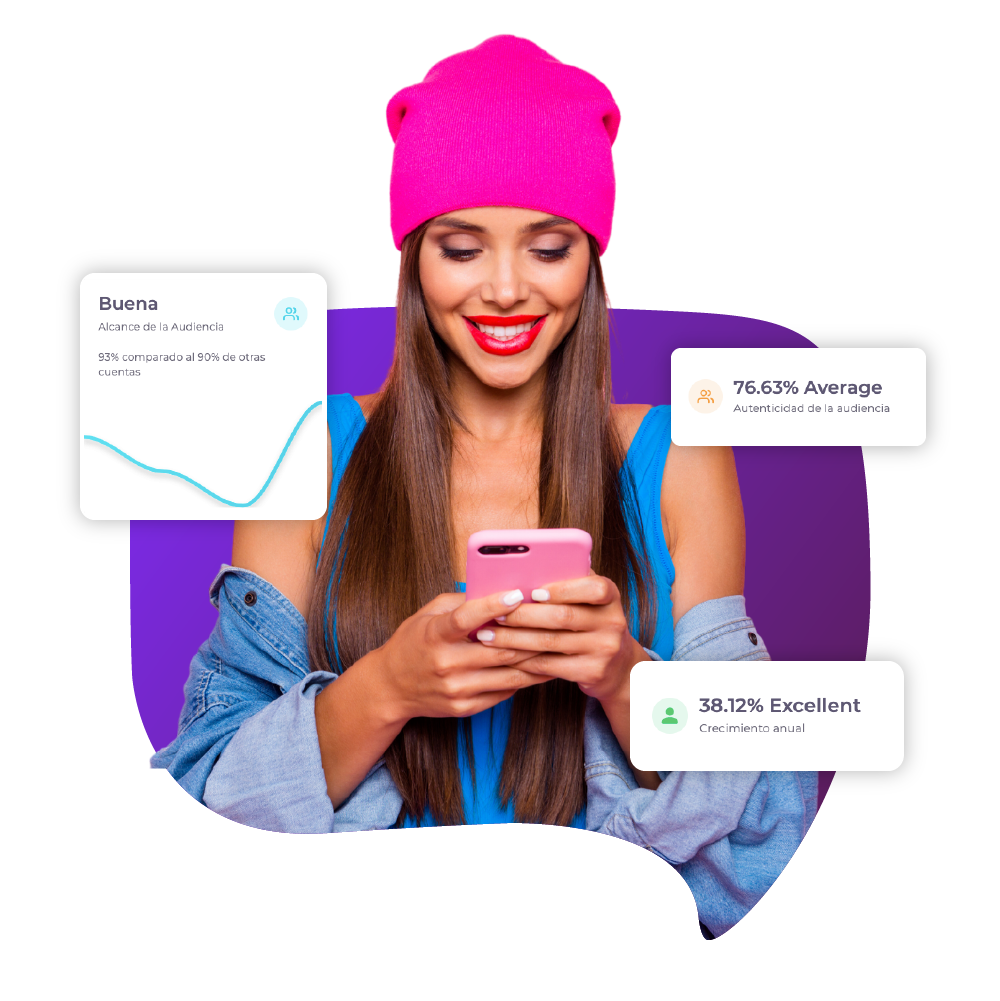 Buena
Alcance de la Audiencia
93% comparado al 90% de otras
cuentas
76.63% Average
Autenticidad de la audiencia
38.12% Excellent
Crecimiento anual